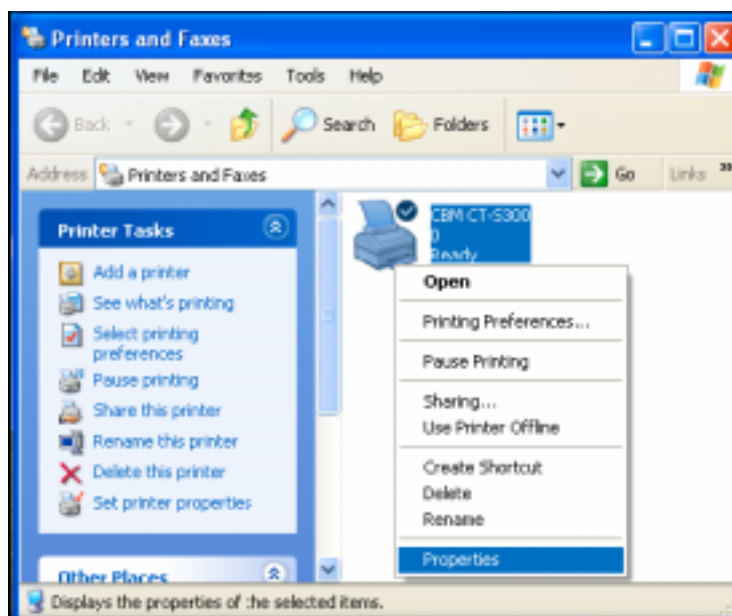 Printers and Faxes
File Edit View Favorites Tools Help
Back Search Folders
Address Printers and Faxes Go Links »
Printer Tasks
Add a printer
See what's printing
Select printing
preferences
Pause printing
Share this printer
Rename this printer
Delete this printer
Set printer properties
Other Places
CBM CT-S300
0
Ready
Open
Printing Preferences...
Pause Printing
Sharing...
Use Printer Offline
Create Shortcut
Delete
Rename
Properties
Displays the properties of the selected items.